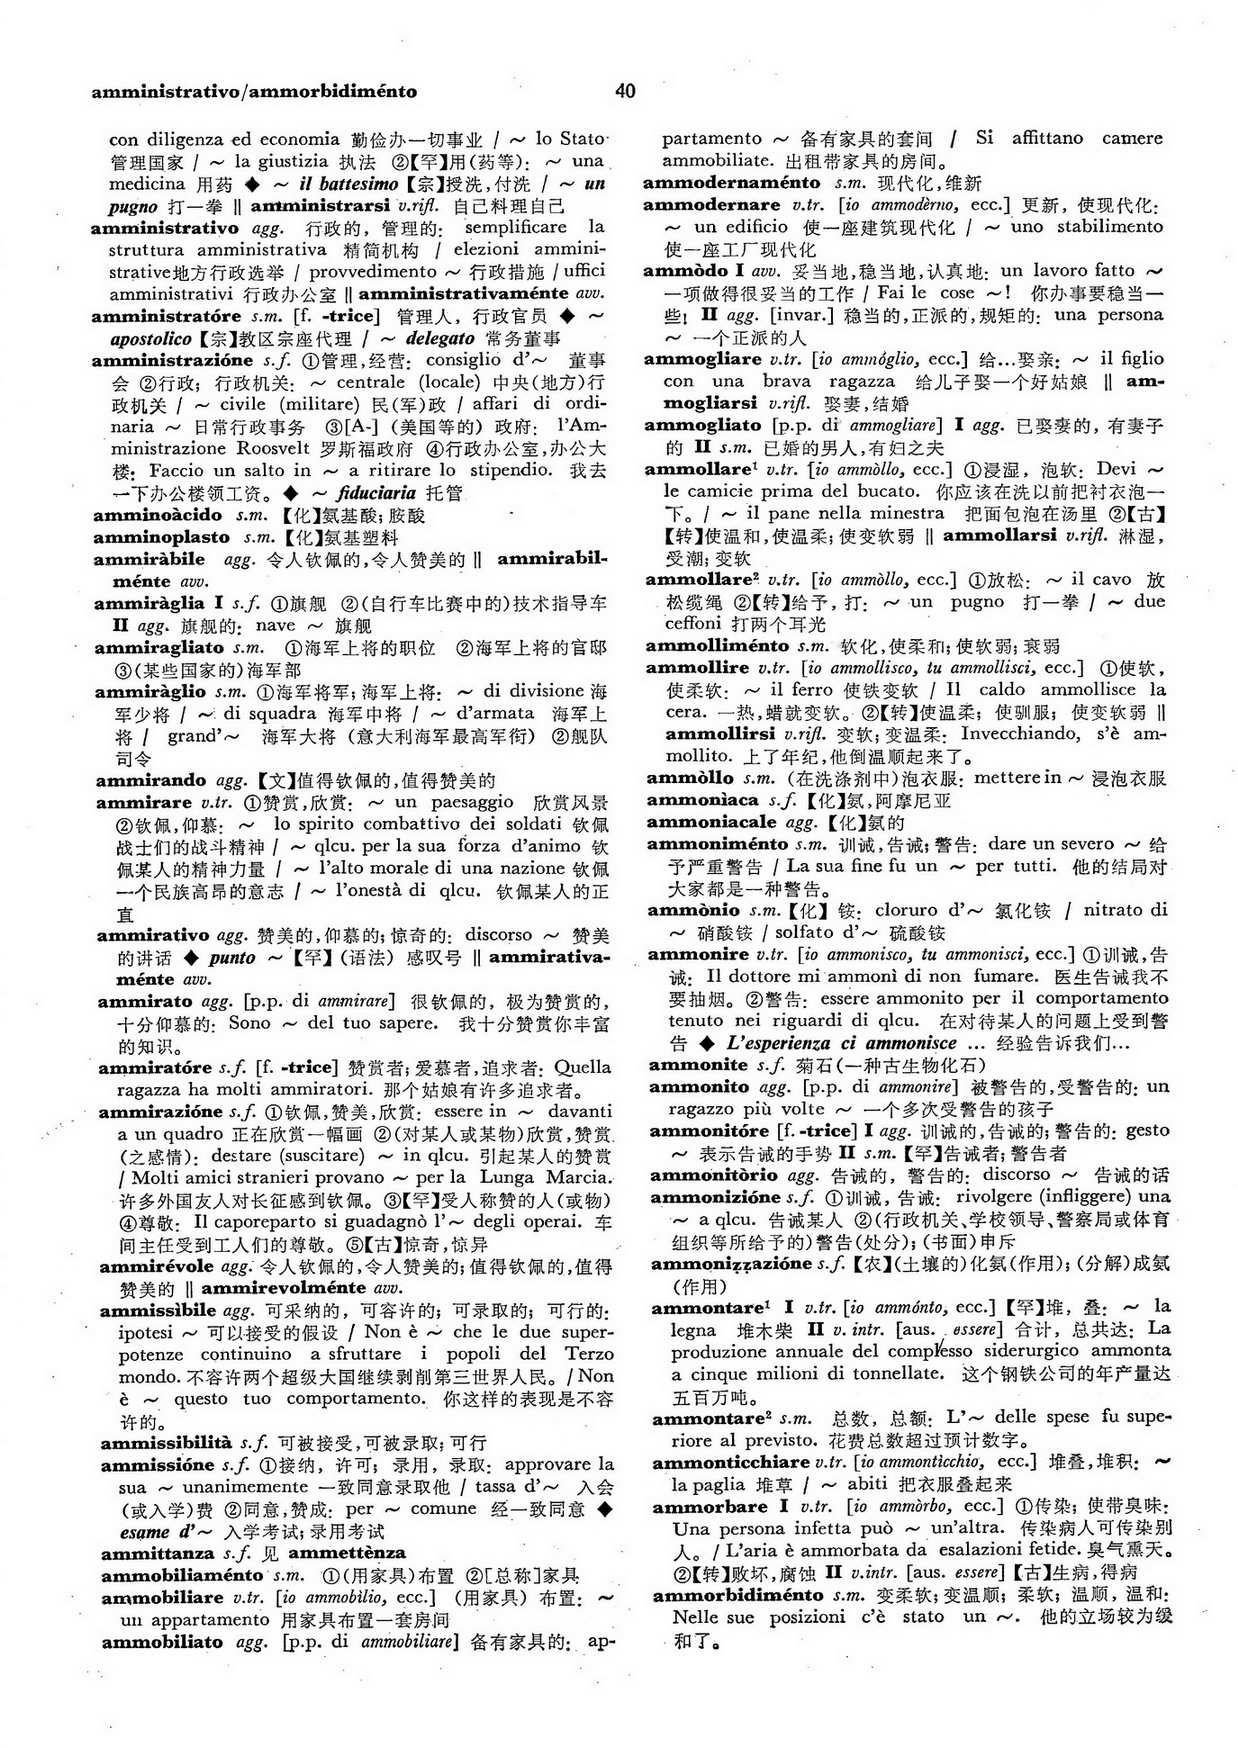 amministrativo/ammorbidiménto
40
con diligenza ed economia 勤俭办一切事业 / ～ lo Stato
管理国家 / ～ la giustizia 执法 ②【罕】用(药等): ～ una
medicina 用药 ◆ ～ il battesimo【宗】授洗,付洗 / ～ un
pugno 打一拳 ‖ amministrarsi v.rifl. 自己料理自己
amministrativo agg. 行政的, 管理的: semplificare la
struttura amministrativa 精简机构 / elezioni ammini-
strative地方行政选举 / provvedimento ～ 行政措施 / uffici
amministrativi 行政办公室 ‖ amministrativaménte avv.
amministratóre s.m. [f. -trice] 管理人, 行政官员 ◆ ～
apostolico【宗】教区宗座代理 / ～ delegato 常务董事
amministrazióne s.f. ①管理,经营: consiglio d'～ 董事
会 ②行政; 行政机关: ～ centrale (locale) 中央(地方)行
政机关 / ～ civile (militare) 民(军)政 / affari di ordi-
naria ～ 日常行政事务 ③[A-] (美国等的) 政府: l'Am-
ministrazione Roosvelt 罗斯福政府 ④行政办公室,办公大
楼: Faccio un salto in ～ a ritirare lo stipendio. 我去
一下办公楼领工资。◆ ～ fiduciaria 托管
amminoàcido s.m.【化】氨基酸; 胺酸
amminoplasto s.m.【化】氨基塑料
ammiràbile agg. 令人钦佩的,令人赞美的 ‖ ammirabil-
ménte avv.
ammiràglia I s.f. ①旗舰 ②(自行车比赛中的)技术指导车
II agg. 旗舰的: nave ～ 旗舰
ammiragliato s.m. ①海军上将的职位 ②海军上将的官邸
③(某些国家的)海军部
ammiràglio s.m. ①海军将军; 海军上将: ～ di divisione 海
军少将 / ～ di squadra 海军中将 / ～ d'armata 海军上
将 / grand'～ 海军大将 (意大利海军最高军衔) ②舰队
司令
ammirando agg.【文】值得钦佩的,值得赞美的
ammirare v.tr. ①赞赏,欣赏: ～ un paesaggio 欣赏风景
②钦佩,仰慕: ～ lo spirito combattivo dei soldati 钦佩
战士们的战斗精神 / ～ qlcu. per la sua forza d'animo 钦
佩某人的精神力量 / ～ l'alto morale di una nazione 钦佩
一个民族高昂的意志 / ～ l'onestà di qlcu. 钦佩某人的正
直
ammirativo agg. 赞美的,仰慕的; 惊奇的: discorso ～ 赞美
的讲话 ◆ punto ～【罕】(语法) 感叹号 ‖ ammirativa-
ménte avv.
ammirato agg. [p.p. di ammirare] 很钦佩的, 极为赞赏的,
十分仰慕的: Sono ～ del tuo sapere. 我十分赞赏你丰富
的知识。
ammiratóre s.f. [f. -trice] 赞赏者; 爱慕者,追求者: Quella
ragazza ha molti ammiratori. 那个姑娘有许多追求者。
ammirazióne s.f. ①钦佩,赞美,欣赏: essere in ～ davanti
a un quadro 正在欣赏一幅画 ②(对某人或某物)欣赏,赞赏
(之感情): destare (suscitare) ～ in qlcu. 引起某人的赞赏
/ Molti amici stranieri provano ～ per la Lunga Marcia.
许多外国友人对长征感到钦佩。③【罕】受人称赞的人(或物)
④尊敬: Il caporeparto si guadagnò l'～ degli operai. 车
间主任受到工人们的尊敬。⑤【古】惊奇,惊异
ammirévole agg. 令人钦佩的,令人赞美的; 值得钦佩的,值得
赞美的 ‖ ammirevolménte avv.
ammissìbile agg. 可采纳的, 可容许的; 可录取的; 可行的:
ipotesi ～ 可以接受的假设 / Non è ～ che le due super-
potenze continuino a sfruttare i popoli del Terzo
mondo. 不容许两个超级大国继续剥削第三世界人民。/ Non
è ～ questo tuo comportamento. 你这样的表现是不容
许的。
ammissibilità s.f. 可被接受,可被录取; 可行
ammissióne s.f. ①接纳, 许可; 录用, 录取: approvare la
sua ～ unanimemente 一致同意录取他 / tassa d'～ 入会
(或入学)费 ②同意,赞成: per ～ comune 经一致同意 ◆
esame d'～ 入学考试; 录用考试
ammittanza s.f. 见 ammettènza
ammobiliaménto s.m. ①(用家具)布置 ②[总称]家具
ammobiliare v.tr. [io ammobilio, ecc.] (用家具) 布置: ～
un appartamento 用家具布置一套房间
ammobiliato agg. [p.p. di ammobiliare] 备有家具的: ap-
partamento ～ 备有家具的套间 / Si affittano camere
ammobiliate. 出租带家具的房间。
ammodernaménto s.m. 现代化,维新
ammodernare v.tr. [io ammodèrno, ecc.] 更新, 使现代化:
～ un edificio 使一座建筑现代化 / ～ uno stabilimento
使一座工厂现代化
ammòdo I avv. 妥当地,稳当地,认真地: un lavoro fatto ～
一项做得很妥当的工作 / Fai le cose ～! 你办事要稳当一
些! II agg. [invar.] 稳当的,正派的,规矩的: una persona
～ 一个正派的人
ammogliare v.tr. [io ammóglio, ecc.] 给…娶亲: ～ il figlio
con una brava ragazza 给儿子娶一个好姑娘 ‖ am-
mogliarsi v.rifl. 娶妻,结婚
ammogliato [p.p. di ammogliare] I agg. 已娶妻的, 有妻子
的 II s.m. 已婚的男人,有妇之夫
ammollare¹ v.tr. [io ammòllo, ecc.] ①浸湿, 泡软: Devi ～
le camicie prima del bucato. 你应该在洗以前把衬衣泡一
下。/ ～ il pane nella minestra 把面包泡在汤里 ②【古】
【转】使温和,使温柔; 使变软弱 ‖ ammollarsi v.rifl. 淋湿,
受潮; 变软
ammollare² v.tr. [io ammòllo, ecc.] ①放松: ～ il cavo 放
松缆绳 ②【转】给予, 打: ～ un pugno 打一拳 / ～ due
ceffoni 打两个耳光
ammolliménto s.m. 软化,使柔和; 使软弱; 衰弱
ammollire v.tr. [io ammollisco, tu ammollisci, ecc.] ①使软,
使柔软: ～ il ferro 使铁变软 / Il caldo ammollisce la
cera. 一热,蜡就变软。②【转】使温柔; 使驯服; 使变软弱 ‖
ammollirsi v.rifl. 变软; 变温柔: Invecchiando, s'è am-
mollito. 上了年纪,他倒温顺起来了。
ammòllo s.m. (在洗涤剂中)泡衣服: mettere in ～ 浸泡衣服
ammonìaca s.f.【化】氨,阿摩尼亚
ammoniacale agg.【化】氨的
ammoniménto s.m. 训诫,告诫; 警告: dare un severo ～ 给
予严重警告 / La sua fine fu un ～ per tutti. 他的结局对
大家都是一种警告。
ammònio s.m.【化】铵: cloruro d'～ 氯化铵 / nitrato di
～ 硝酸铵 / solfato d'～ 硫酸铵
ammonire v.tr. [io ammonisco, tu ammonisci, ecc.] ①训诫,告
诫: Il dottore mi ammonì di non fumare. 医生告诫我不
要抽烟。②警告: essere ammonito per il comportamento
tenuto nei riguardi di qlcu. 在对待某人的问题上受到警
告 ◆ L'esperienza ci ammonisce … 经验告诉我们…
ammonite s.f. 菊石(一种古生物化石)
ammonito agg. [p.p. di ammonire] 被警告的,受警告的: un
ragazzo più volte ～ 一个多次受警告的孩子
ammonitóre [f. -trice] I agg. 训诫的,告诫的; 警告的: gesto
～ 表示告诫的手势 II s.m.【罕】告诫者; 警告者
ammonitòrio agg. 告诫的, 警告的: discorso ～ 告诫的话
ammonizióne s.f. ①训诫, 告诫: rivolgere (infliggere) una
～ a qlcu. 告诫某人 ②(行政机关、学校领导、警察局或体育
组织等所给予的)警告(处分); (书面)申斥
ammonizzazióne s.f.【农】(土壤的)化氨(作用); (分解)成氨
(作用)
ammontare¹ I v.tr. [io ammónto, ecc.]【罕】堆, 叠: ～ la
legna 堆木柴 II v. intr. [aus. essere] 合计, 总共达: La
produzione annuale del complesso siderurgico ammonta
a cinque milioni di tonnellate. 这个钢铁公司的年产量达
五百万吨。
ammontare² s.m. 总数, 总额: L'～ delle spese fu supe-
riore al previsto. 花费总数超过预计数字。
ammonticchiare v.tr. [io ammonticchio, ecc.] 堆叠,堆积: ～
la paglia 堆草 / ～ abiti 把衣服叠起来
ammorbare I v.tr. [io ammòrbo, ecc.] ①传染; 使带臭味:
Una persona infetta può ～ un'altra. 传染病人可传染别
人。/ L'aria è ammorbata da esalazioni fetide. 臭气熏天。
②【转】败坏,腐蚀 II v.intr. [aus. essere]【古】生病,得病
ammorbidiménto s.m. 变柔软; 变温顺; 柔软; 温顺, 温和:
Nelle sue posizioni c'è stato un ～. 他的立场较为缓
和了。